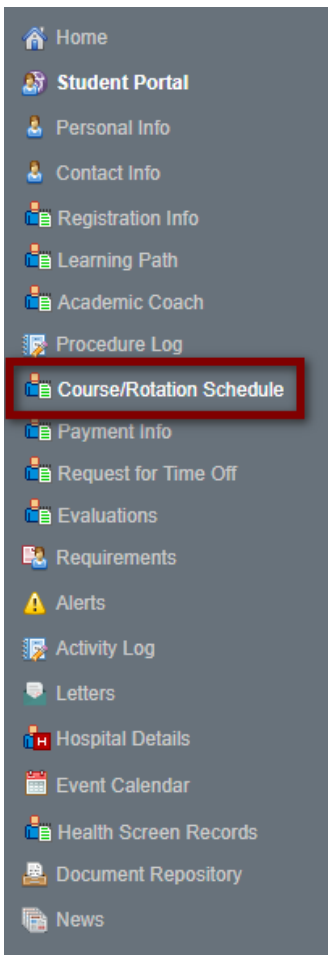 Home
Student Portal
Personal Info
Contact Info
Registration Info
Learning Path
Academic Coach
Procedure Log
Course/Rotation Schedule
Payment Info
Request for Time Off
Evaluations
Requirements
Alerts
Activity Log
Letters
H Hospital Details
Event Calendar
Health Screen Records
Document Repository
News